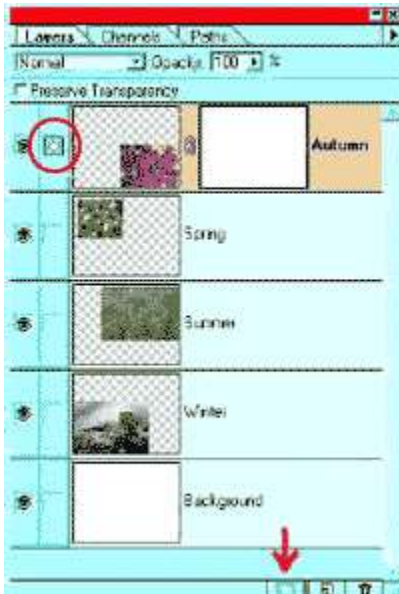 Layers Channels Paths
Normal Opacity: 100 %
Preserve Transparency
Autumn
Spring
Summer
Winter
Background